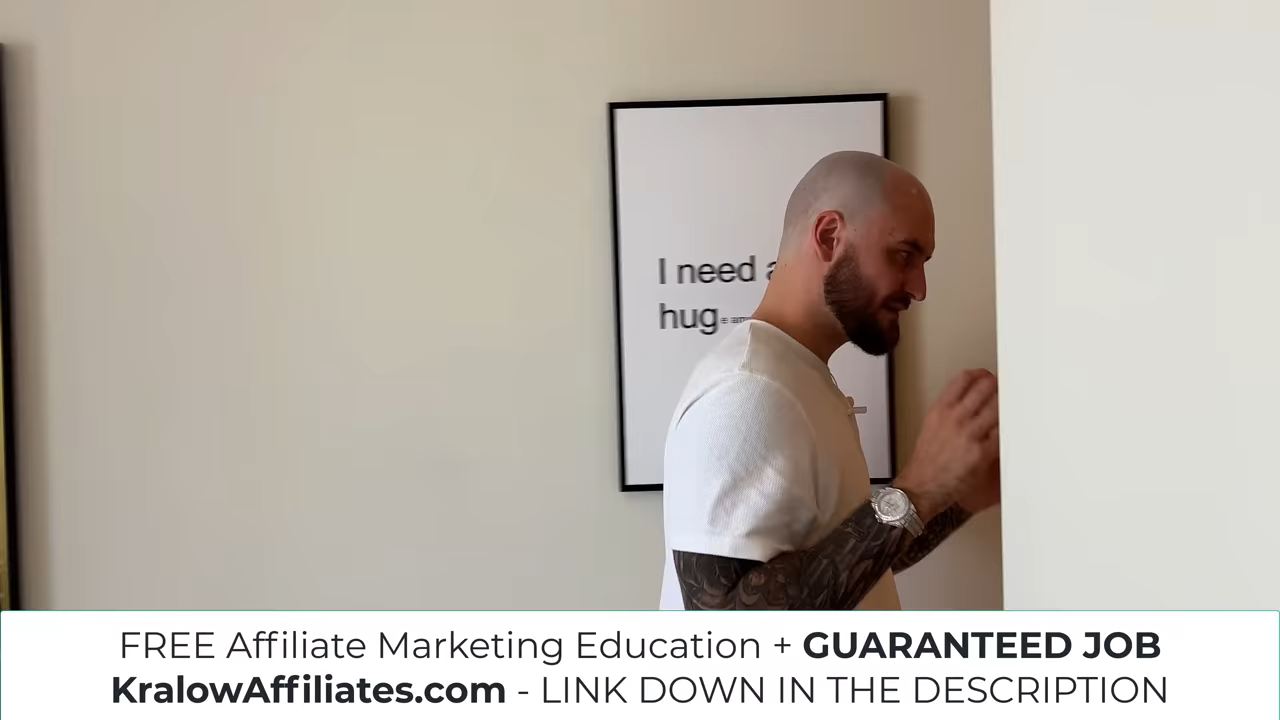 I need a
hug
FREE Affiliate Marketing Education + GUARANTEED JOB
KralowAffiliates.com - LINK DOWN IN THE DESCRIPTION